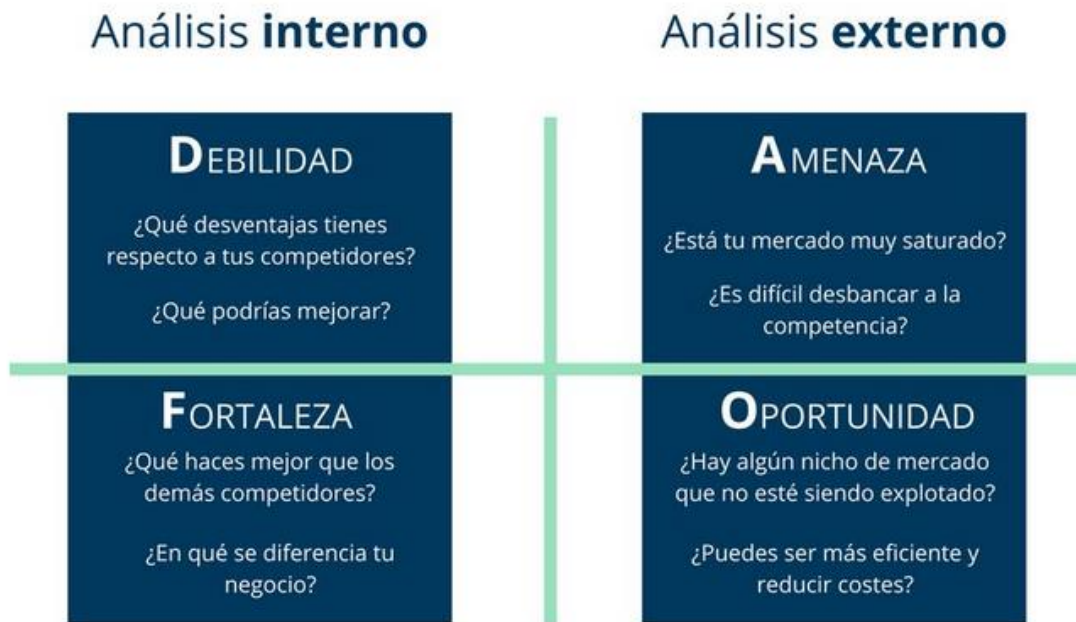 Análisis interno
Análisis externo
DEBILIDAD
¿Qué desventajas tienes
respecto a tus competidores?
¿Qué podrías mejorar?
AMENAZA
¿Está tu mercado muy saturado?
¿Es difícil desbancar a la
competencia?
FORTALEZA
¿Qué haces mejor que los
demás competidores?
¿En qué se diferencia tu
negocio?
OPORTUNIDAD
¿Hay algún nicho de mercado
que no esté siendo explotado?
¿Puedes ser más eficiente y
reducir costes?